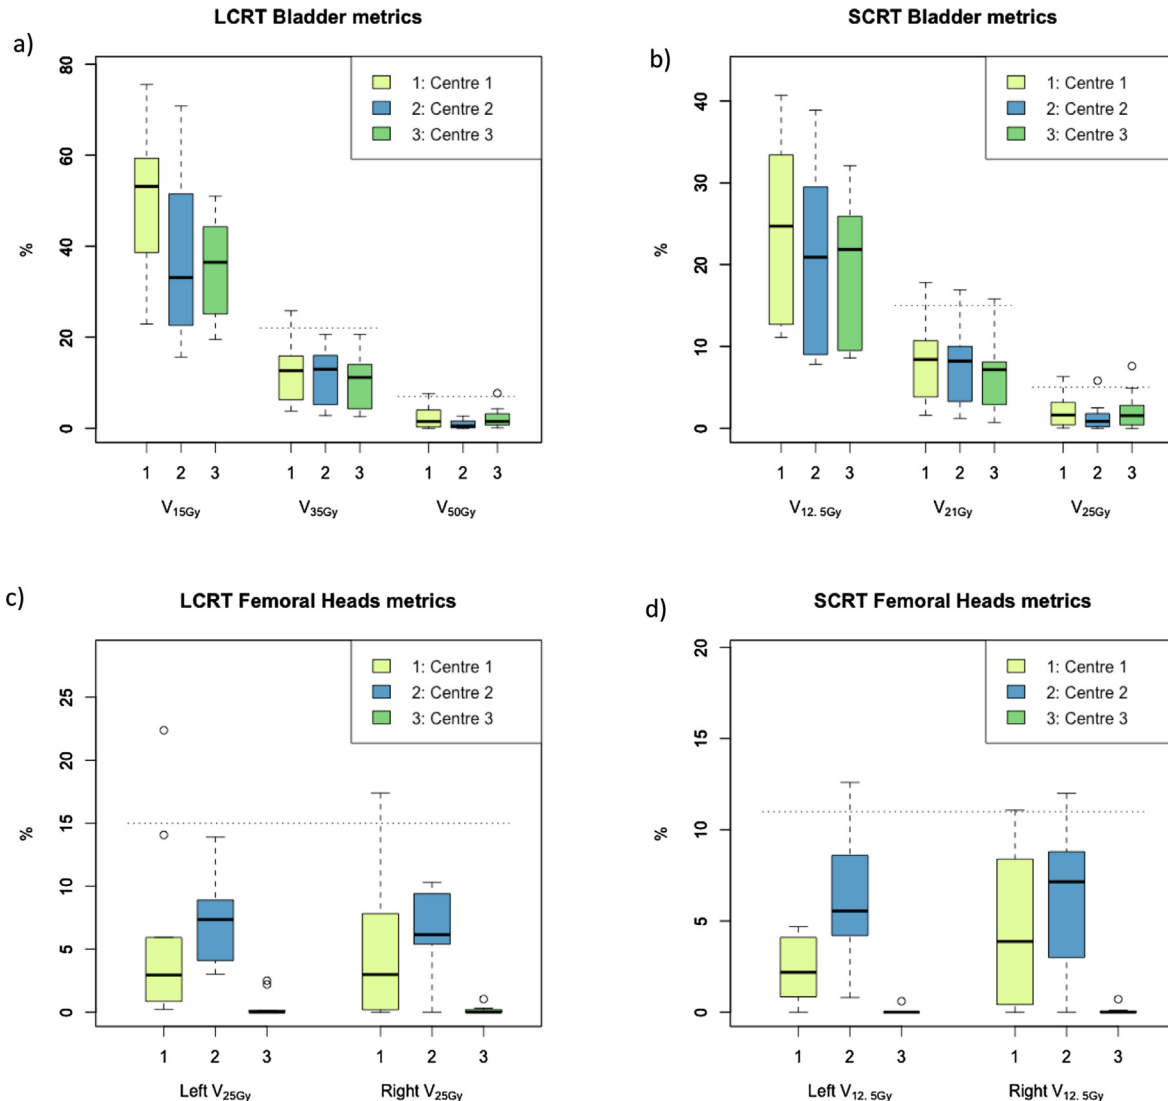 LCRT Bladder metrics
a)
%
80
60
40
20
0
1: Centre 1
2: Centre 2
3: Centre 3
1 2 3 1 2 3 1 2 3
V15Gy V35Gy V50Gy
SCRT Bladder metrics
b)
%
40
30
20
10
0
1: Centre 1
2: Centre 2
3: Centre 3
1 2 3 1 2 3 1 2 3
V12. 5Gy V21Gy V25Gy
LCRT Femoral Heads metrics
c)
%
25
20
15
10
5
0
1: Centre 1
2: Centre 2
3: Centre 3
1 2 3 1 2 3
Left V25Gy Right V25Gy
SCRT Femoral Heads metrics
d)
%
20
15
10
5
0
1: Centre 1
2: Centre 2
3: Centre 3
1 2 3 1 2 3
Left V12. 5Gy Right V12. 5Gy